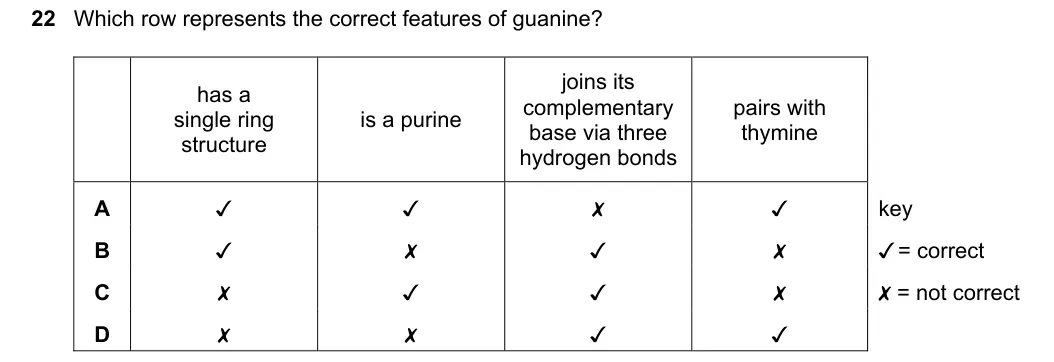 22 Which row represents the correct features of guanine?
has a
single ring
structure
is a purine
joins its
complementary
base via three
hydrogen bonds
pairs with
thymine
A ✓ ✓ ✗ ✓
B ✓ ✗ ✓ ✗
C ✗ ✓ ✓ ✗
D ✗ ✗ ✓ ✓
key
✓ = correct
✗ = not correct